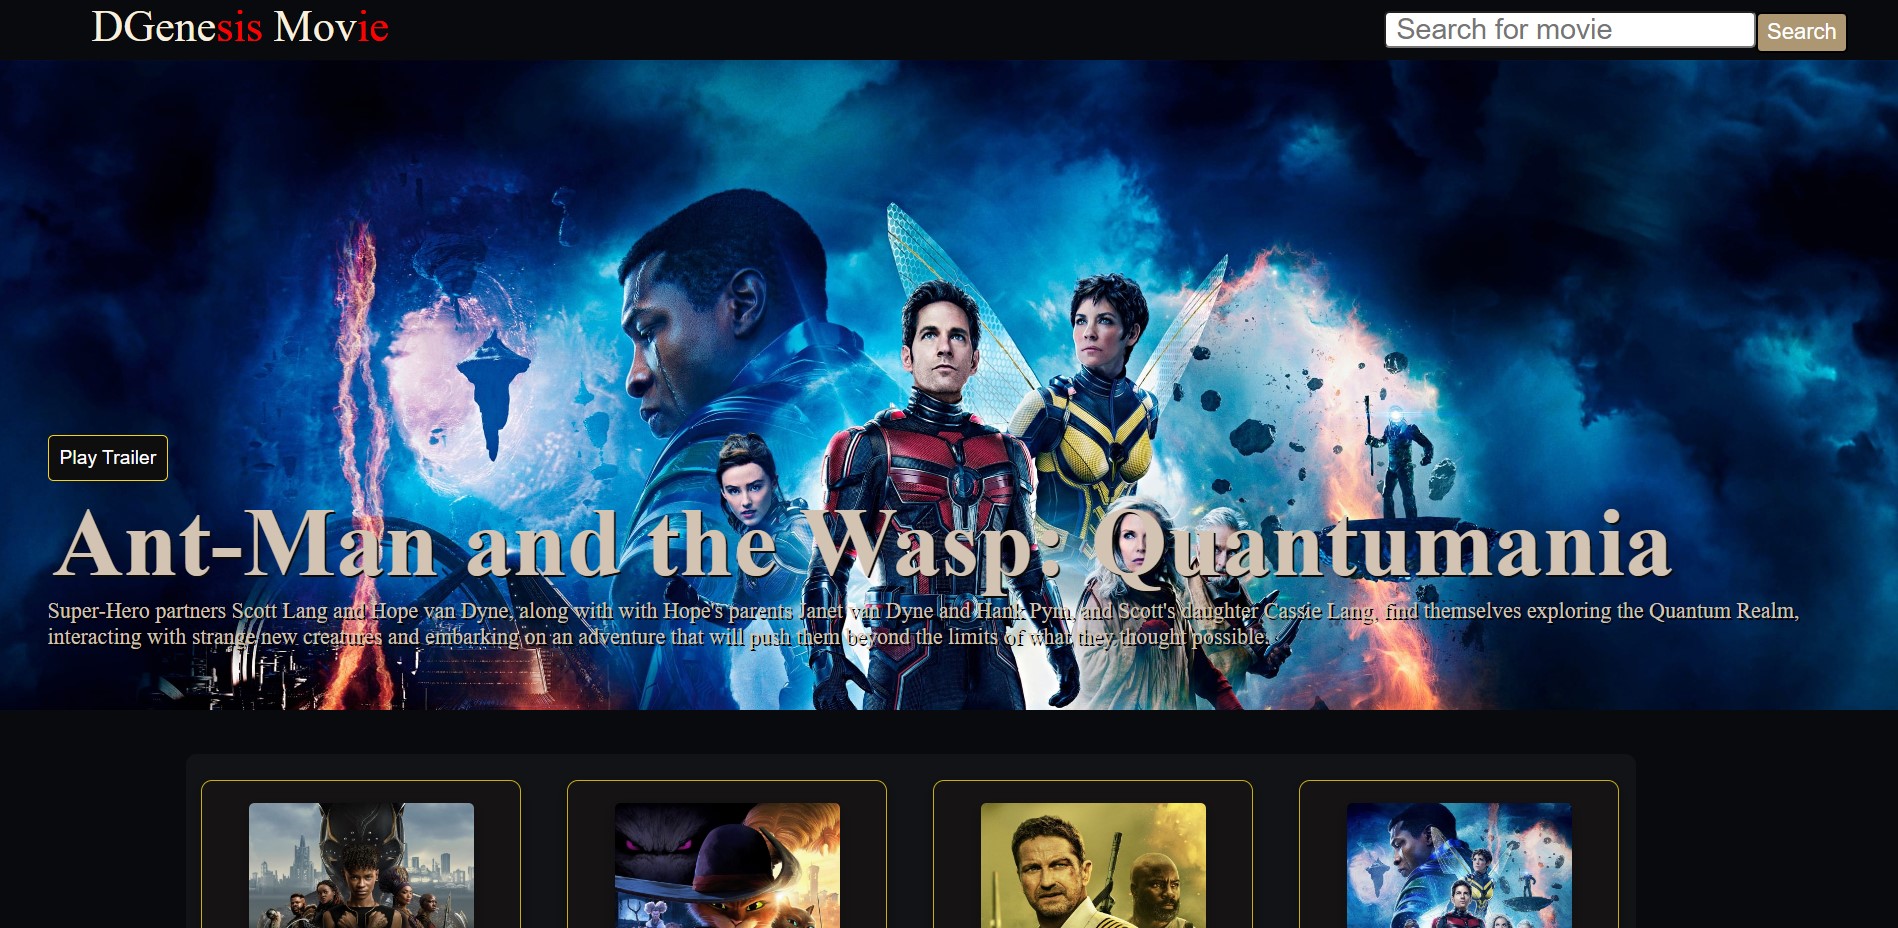 DGenesis Movie
Search for movie
Search
Play Trailer
Ant-Man and the Wasp: Quantumania
Super-Hero partners Scott Lang and Hope van Dyne, along with with Hope's parents Janet van Dyne and Hank Pym, and Scott's daughter Cassie Lang, find themselves exploring the Quantum Realm,
interacting with strange new creatures and embarking on an adventure that will push them beyond the limits of what they thought possible.